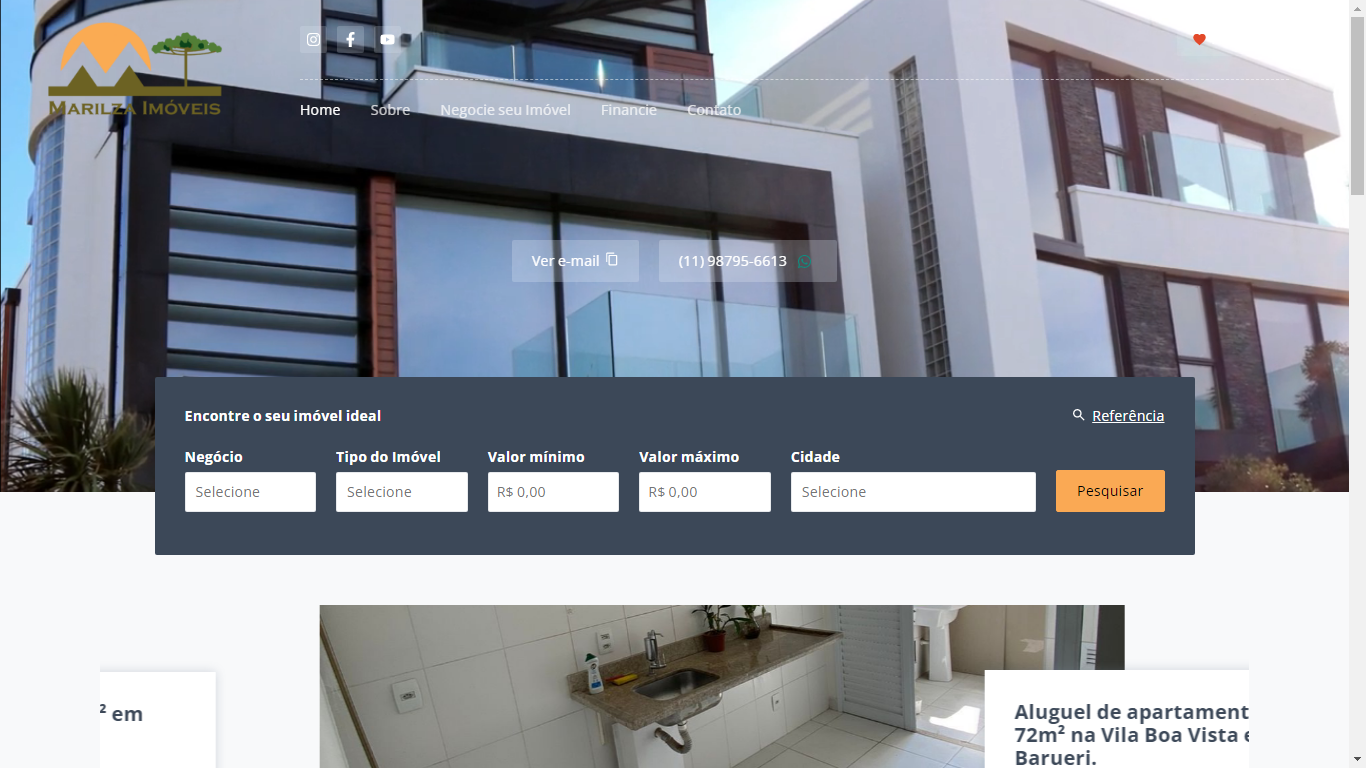 MARILZA IMÓVEIS
Home Sobre Negocie seu Imóvel Financie Contato
Ver e-mail (11) 98795-6613
Encontre o seu imóvel ideal Referência
Negócio Tipo do Imóvel Valor mínimo Valor máximo Cidade
Selecione Selecione R$ 0,00 R$ 0,00 Selecione Pesquisar
² em
Aluguel de apartament
72m² na Vila Boa Vista e
Barueri.